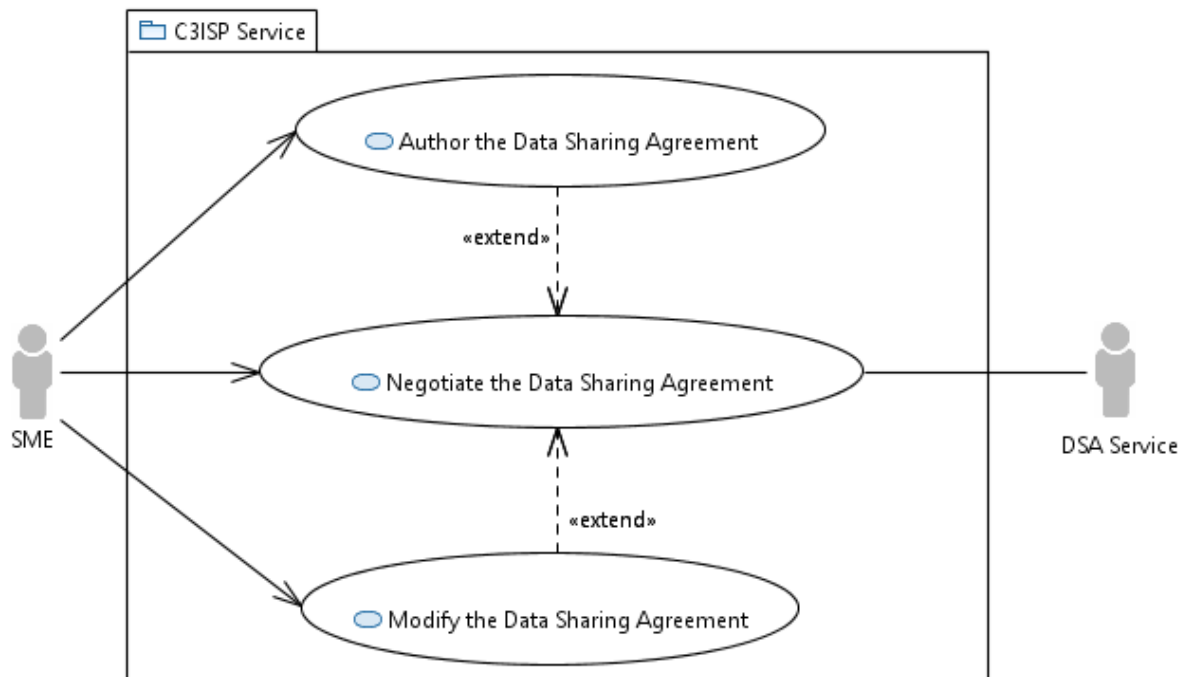 C3ISP Service
Author the Data Sharing Agreement
«extend»
Negotiate the Data Sharing Agreement
SME
DSA Service
«extend»
Modify the Data Sharing Agreement